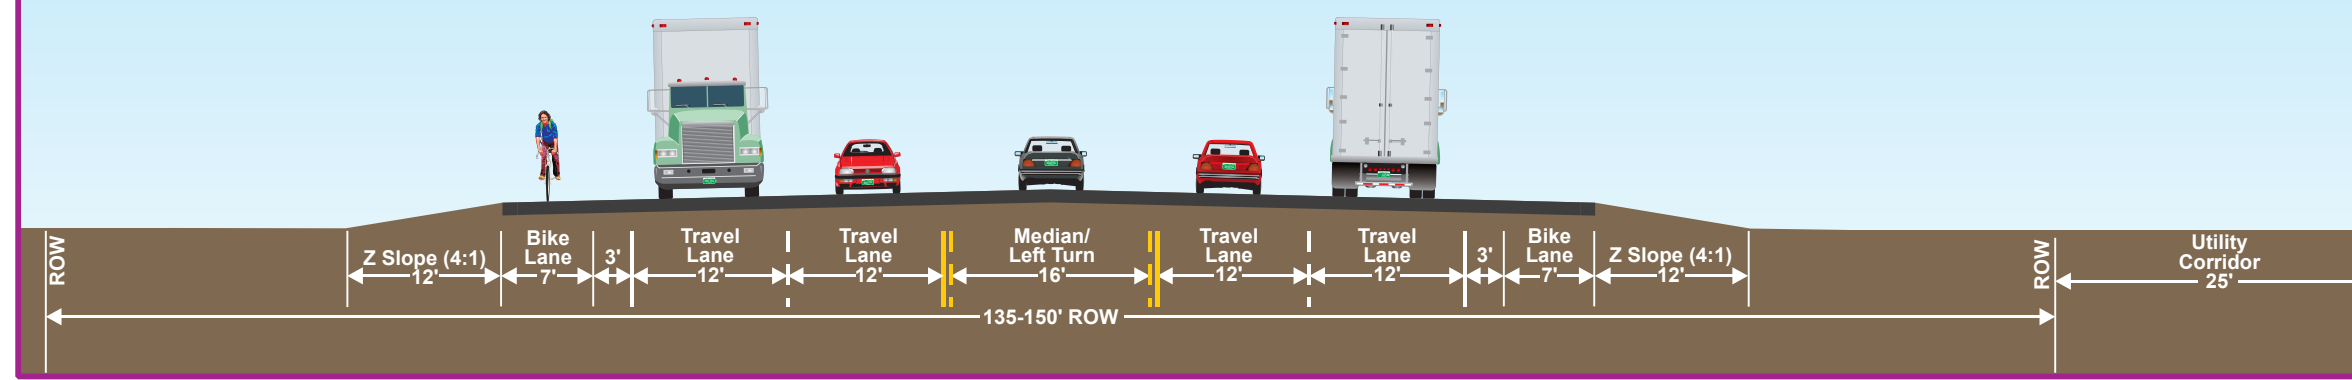 ROW
Z Slope (4:1)
12'
Bike
Lane
7'
3'
Travel
Lane
12'
Travel
Lane
12'
Median/
Left Turn
16'
Travel
Lane
12'
Travel
Lane
12'
3'
Bike
Lane
7'
Z Slope (4:1)
12'
ROW
Utility
Corridor
25'
135-150' ROW